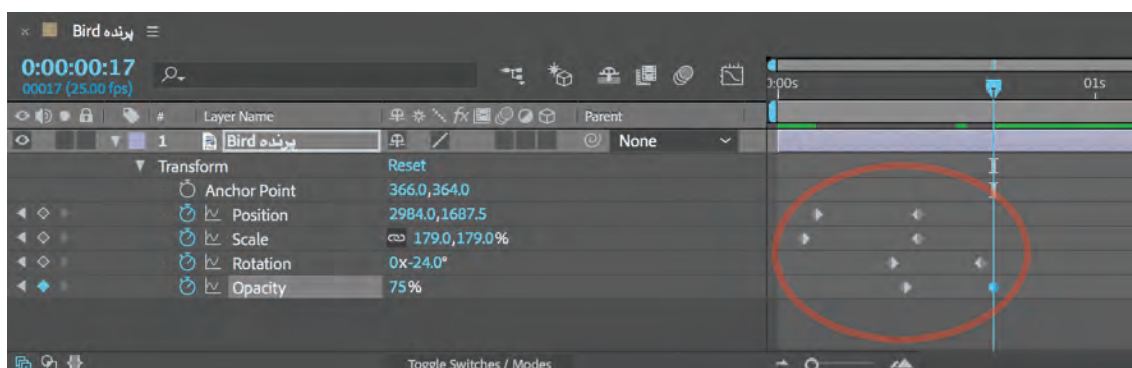 Bird پرنده
0:00:00:17
00017 (25.00 fps)
:00s 01s
# Layer Name Parent
1 Bird پرنده None
Transform Reset
Anchor Point 366.0,364.0
Position 2984.0,1687.5
Scale 179.0,179.0%
Rotation 0x-24.0°
Opacity 75%
Toggle Switches / Modes